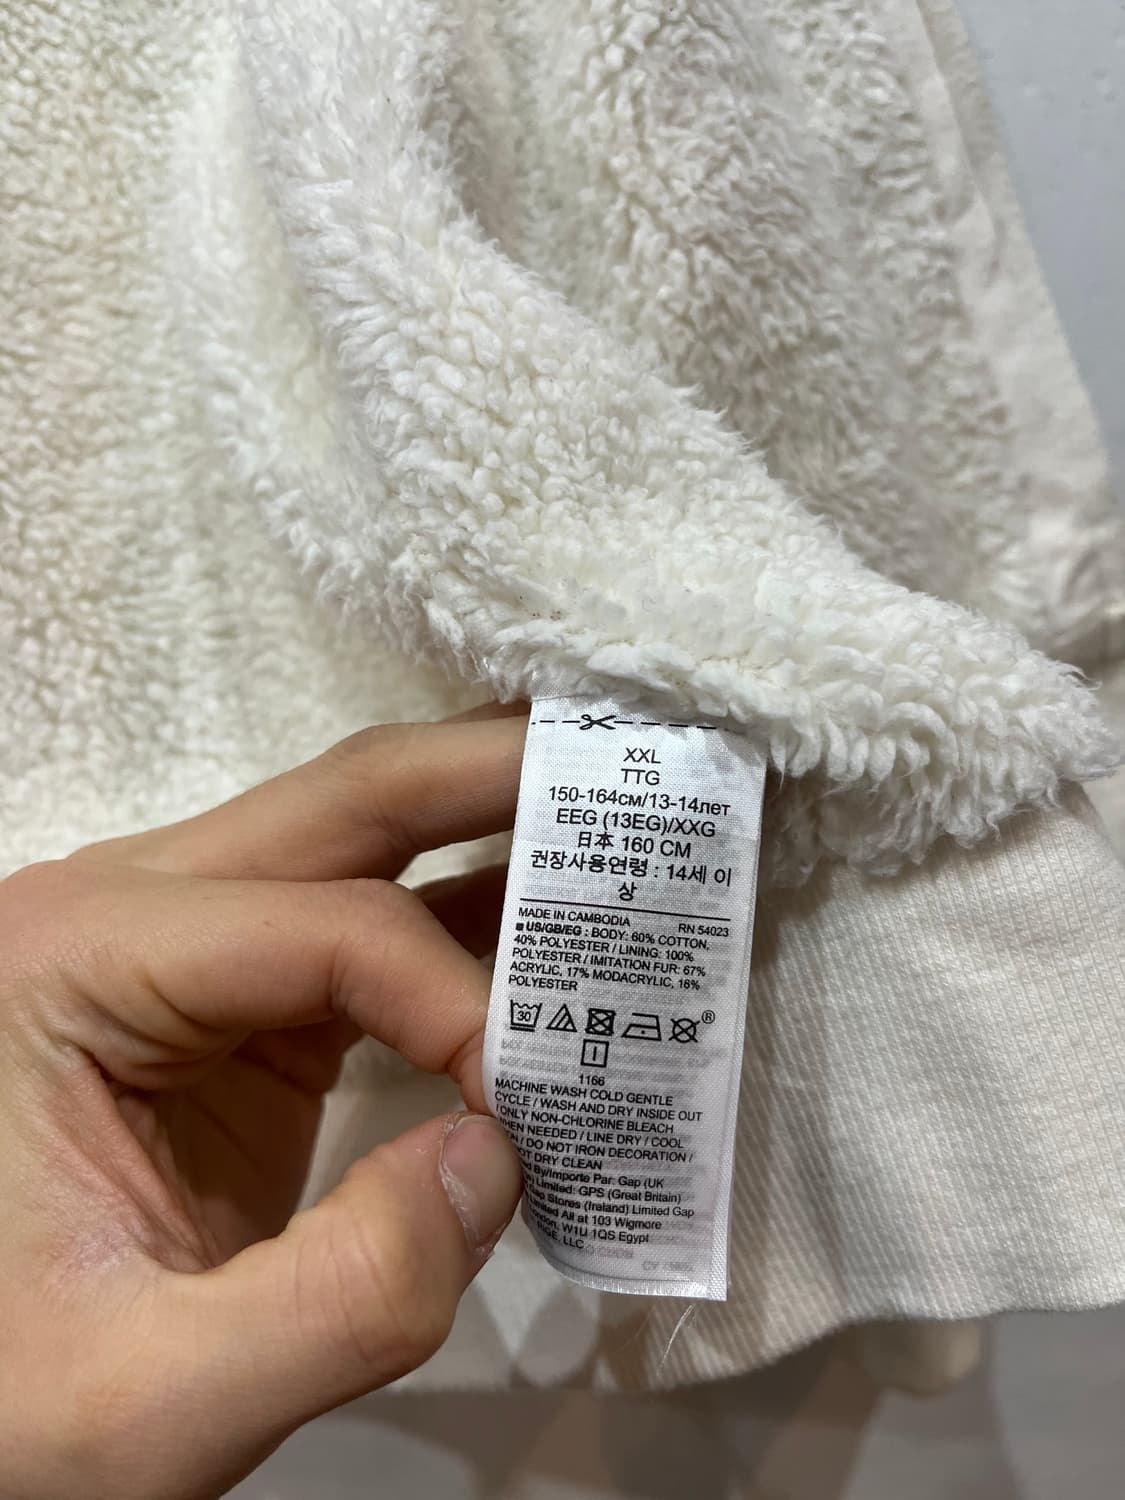 XXL
TTG
150-164см/13-14лет
EEG (13EG)/XXG
日本 160 CM
권장사용연령 : 14세 이
상
MADE IN CAMBODIA RN 54023
US/GB/EG : BODY: 60% COTTON,
40% POLYESTER / LINING: 100%
POLYESTER / IMITATION FUR: 67%
ACRYLIC, 17% MODACRYLIC, 16%
POLYESTER
30
®
1166
MACHINE WASH COLD GENTLE
CYCLE / WASH AND DRY INSIDE OUT
/ ONLY NON-CHLORINE BLEACH
WHEN NEEDED / LINE DRY / COOL
/ DO NOT IRON DECORATION /
DRY CLEAN
By/Importe Par: Gap (UK
Limited: GPS (Great Britain)
Gap Stores (Ireland) Limited Gap
Limited All at 103 Wigmore
London, W1U 1QS Egypt
LLC